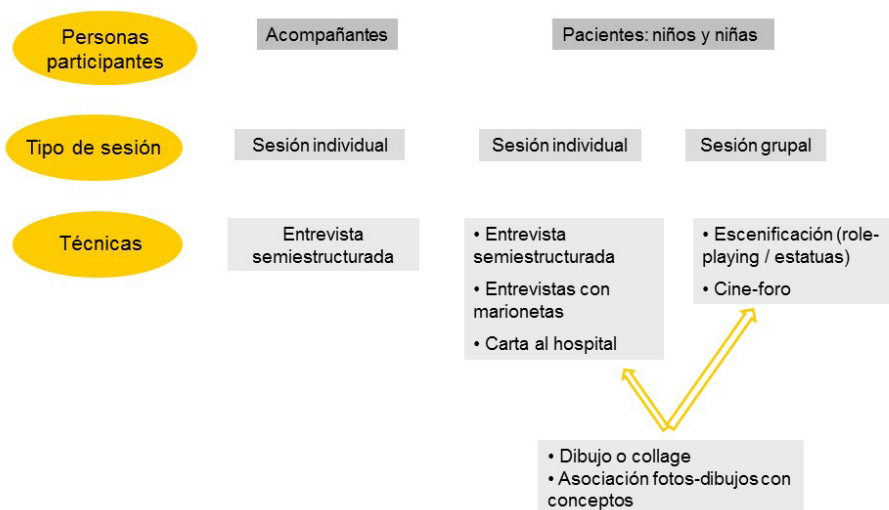 Personas
participantes
Acompañantes
Pacientes: niños y niñas
Tipo de sesión
Sesión individual
Sesión individual
Sesión grupal
Técnicas
Entrevista
semiestructurada
• Entrevista
semiestructurada
• Entrevistas con
marionetas
• Carta al hospital
• Escenificación (role-
playing / estatuas)
• Cine-foro
• Dibujo o collage
• Asociación fotos-dibujos con
conceptos